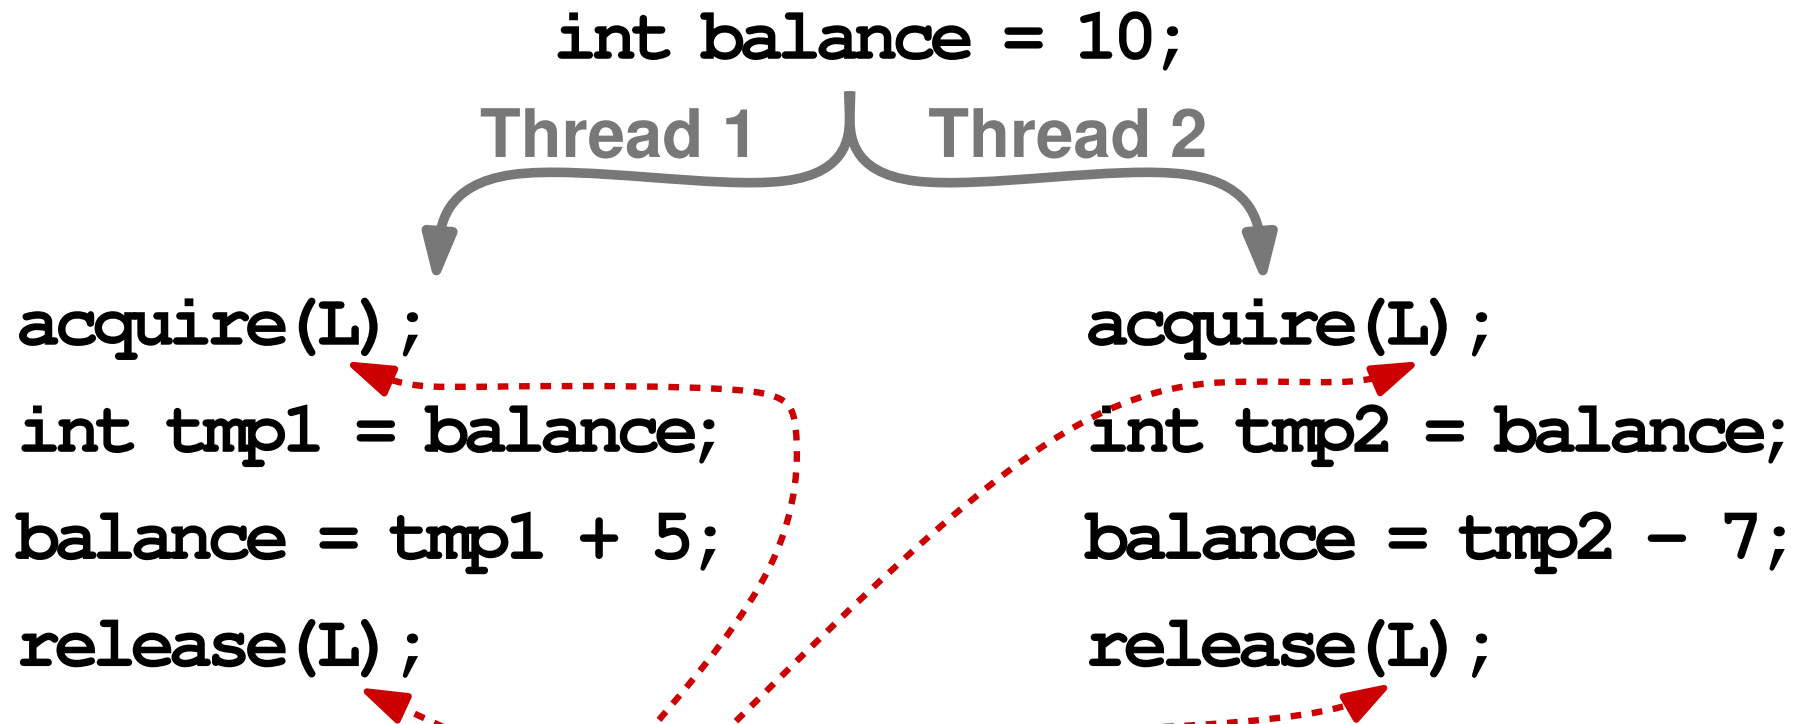 int balance = 10;
Thread 1
Thread 2
acquire(L);
int tmp1 = balance;
balance = tmp1 + 5;
release(L);
acquire(L);
int tmp2 = balance;
balance = tmp2 − 7;
release(L);